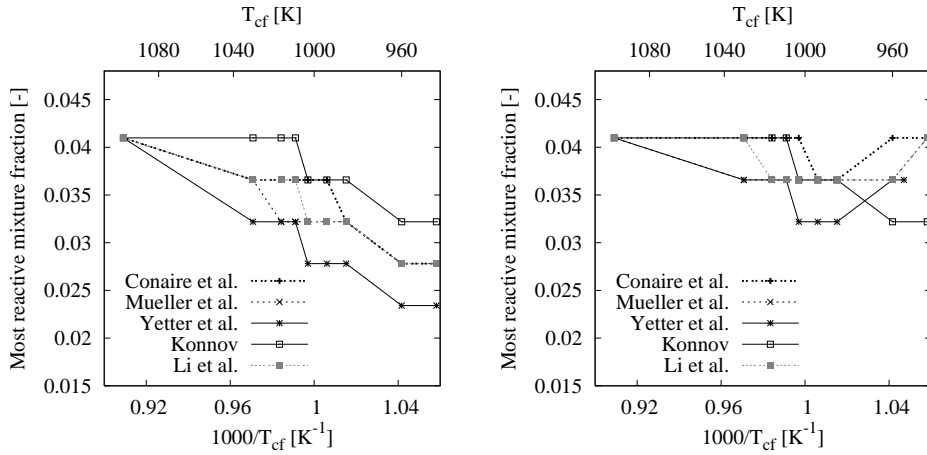 T_cf [K]
1080 1040 1000 960
Most reactive mixture fraction [-]
0.045
0.04
0.035
0.03
0.025
0.02
0.015
Conaire et al.
Mueller et al.
Yetter et al.
Konnov
Li et al.
0.92 0.96 1 1.04
1000/T_cf [K^-1]
T_cf [K]
1080 1040 1000 960
Most reactive mixture fraction [-]
0.045
0.04
0.035
0.03
0.025
0.02
0.015
Conaire et al.
Mueller et al.
Yetter et al.
Konnov
Li et al.
0.92 0.96 1 1.04
1000/T_cf [K^-1]